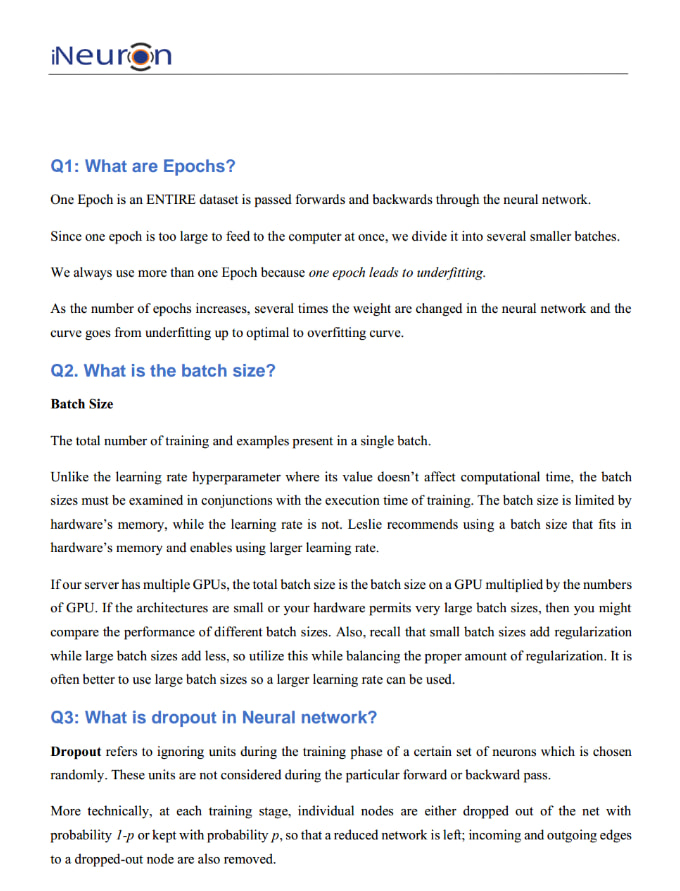 iNeuron
Q1: What are Epochs?
One Epoch is an ENTIRE dataset is passed forwards and backwards through the neural network.
Since one epoch is too large to feed to the computer at once, we divide it into several smaller batches.
We always use more than one Epoch because one epoch leads to underfitting.
As the number of epochs increases, several times the weight are changed in the neural network and the
curve goes from underfitting up to optimal to overfitting curve.
Q2. What is the batch size?
Batch Size
The total number of training and examples present in a single batch.
Unlike the learning rate hyperparameter where its value doesn’t affect computational time, the batch
sizes must be examined in conjunctions with the execution time of training. The batch size is limited by
hardware’s memory, while the learning rate is not. Leslie recommends using a batch size that fits in
hardware’s memory and enables using larger learning rate.
If our server has multiple GPUs, the total batch size is the batch size on a GPU multiplied by the numbers
of GPU. If the architectures are small or your hardware permits very large batch sizes, then you might
compare the performance of different batch sizes. Also, recall that small batch sizes add regularization
while large batch sizes add less, so utilize this while balancing the proper amount of regularization. It is
often better to use large batch sizes so a larger learning rate can be used.
Q3: What is dropout in Neural network?
Dropout refers to ignoring units during the training phase of a certain set of neurons which is chosen
randomly. These units are not considered during the particular forward or backward pass.
More technically, at each training stage, individual nodes are either dropped out of the net with
probability 1-p or kept with probability p, so that a reduced network is left; incoming and outgoing edges
to a dropped-out node are also removed.